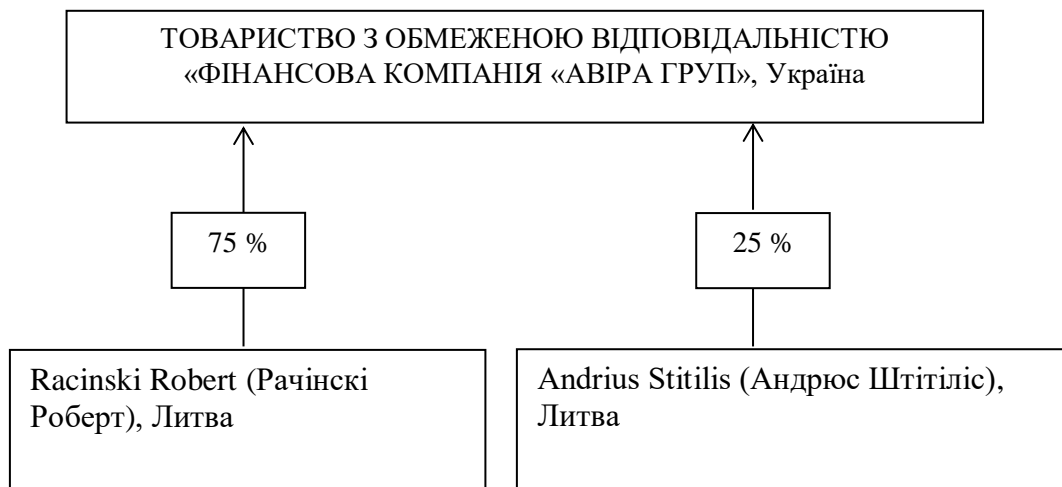 ТОВАРИСТВО З ОБМЕЖЕНОЮ ВІДПОВІДАЛЬНІСТЮ
«ФІНАНСОВА КОМПАНІЯ «АВІРА ГРУП», Україна
75 %
25 %
Racinski Robert (Рачінскі
Роберт), Литва
Andrius Stitilis (Андрюс Штітіліс),
Литва